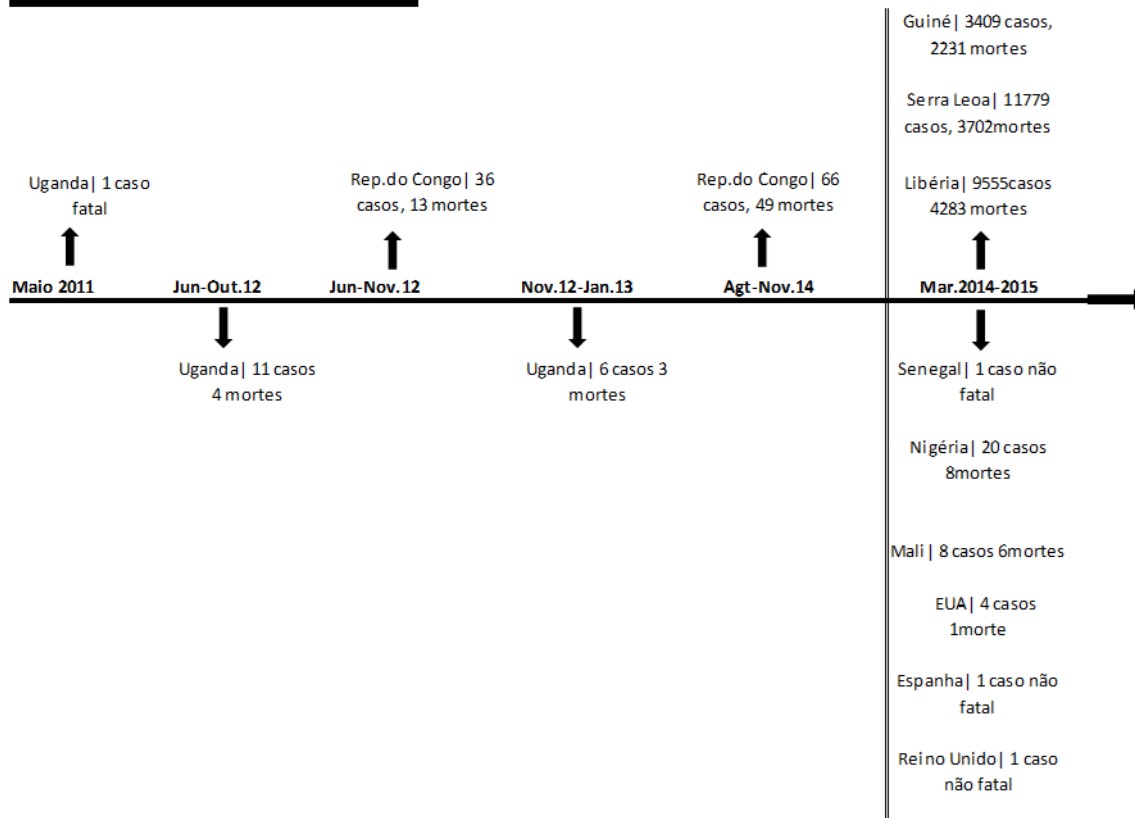 Guiné| 3409 casos,
2231 mortes
Serra Leoa| 11779
casos, 3702mortes
Uganda| 1 caso
fatal
Rep.do Congo| 36
casos, 13 mortes
Rep.do Congo| 66
casos, 49 mortes
Libéria| 9555casos
4283 mortes
Maio 2011
Jun-Out.12
Jun-Nov.12
Nov.12-Jan.13
Agt-Nov.14
Mar.2014-2015
Uganda| 11 casos
4 mortes
Uganda| 6 casos 3
mortes
Senegal| 1 caso não
fatal
Nigéria| 20 casos
8mortes
Mali| 8 casos 6mortes
EUA| 4 casos
1morte
Espanha| 1 caso não
fatal
Reino Unido| 1 caso
não fatal